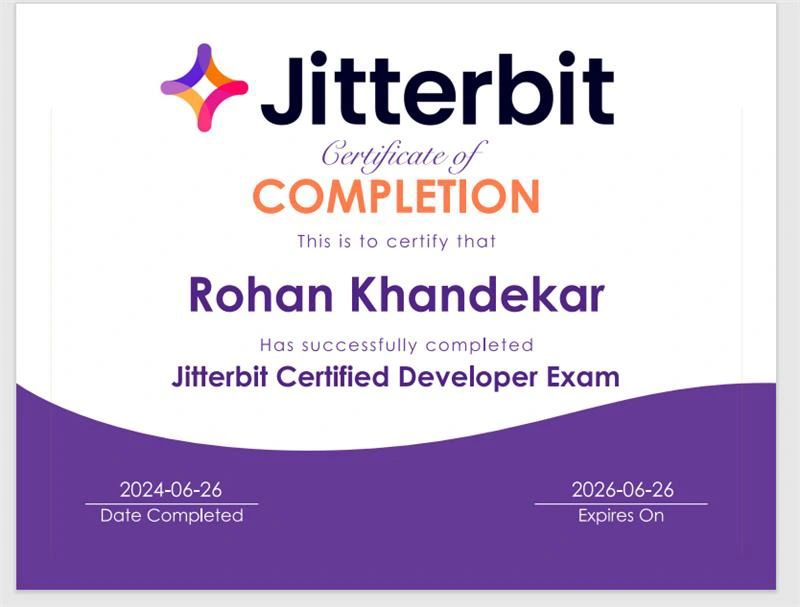 Jitterbit
Certificate of
COMPLETION
This is to certify that
Rohan Khandekar
Has successfully completed
Jitterbit Certified Developer Exam
2024-06-26
Date Completed
2026-06-26
Expires On